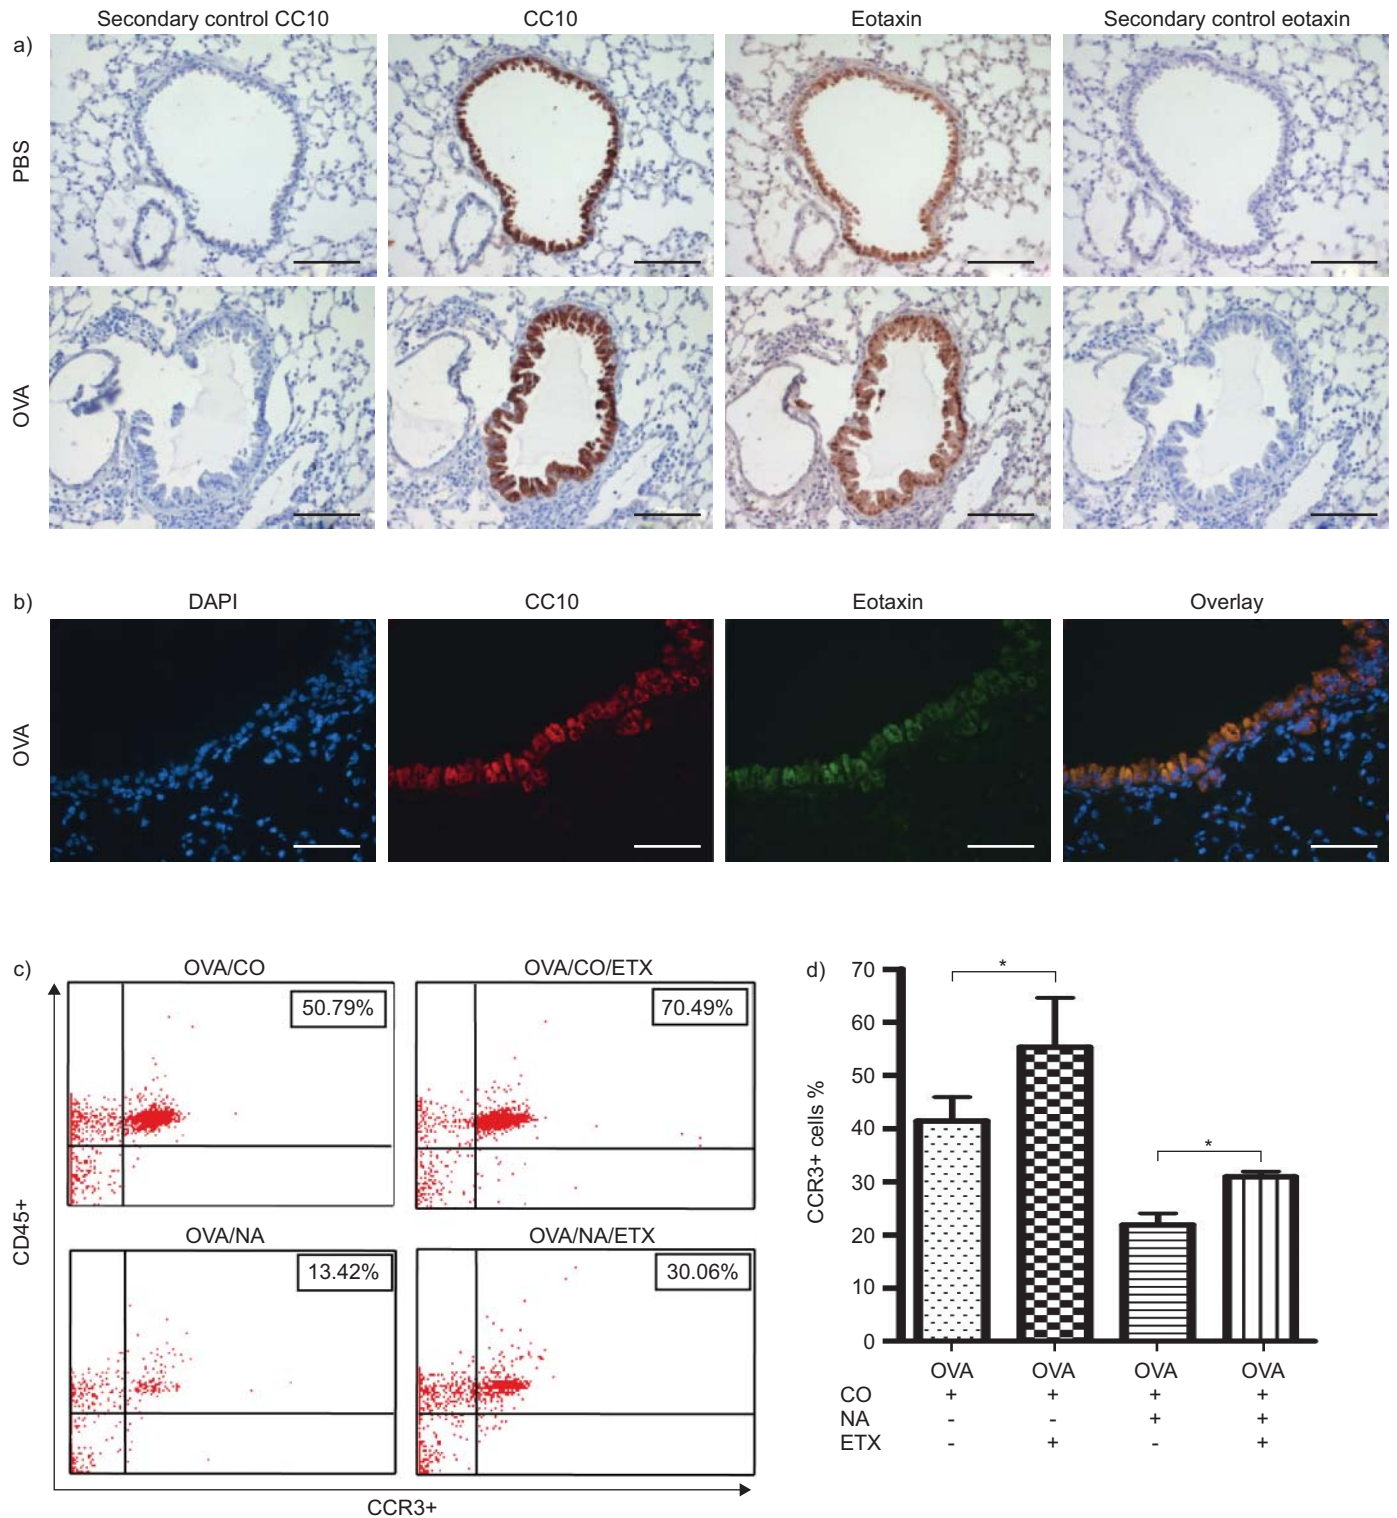 Secondary control CC10 CC10 Eotaxin Secondary control eotaxin
a)
PBS
OVA
b) DAPI CC10 Eotaxin Overlay
OVA
c) OVA/CO OVA/CO/ETX
50.79% 70.49%
OVA/NA OVA/NA/ETX
13.42% 30.06%
CD45+
CCR3+
d)
CCR3+ cells %
70
60
50
40
30
20
10
0
* *
OVA OVA OVA OVA
CO + + + +
NA - - + +
ETX - + - +